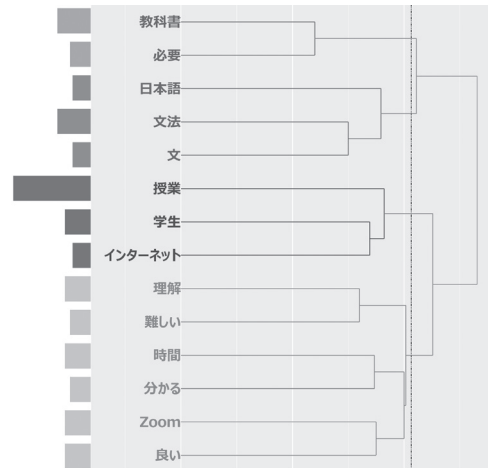 教科書
必要
日本語
文法
文
授業
学生
インターネット
理解
難しい
時間
分かる
Zoom
良い